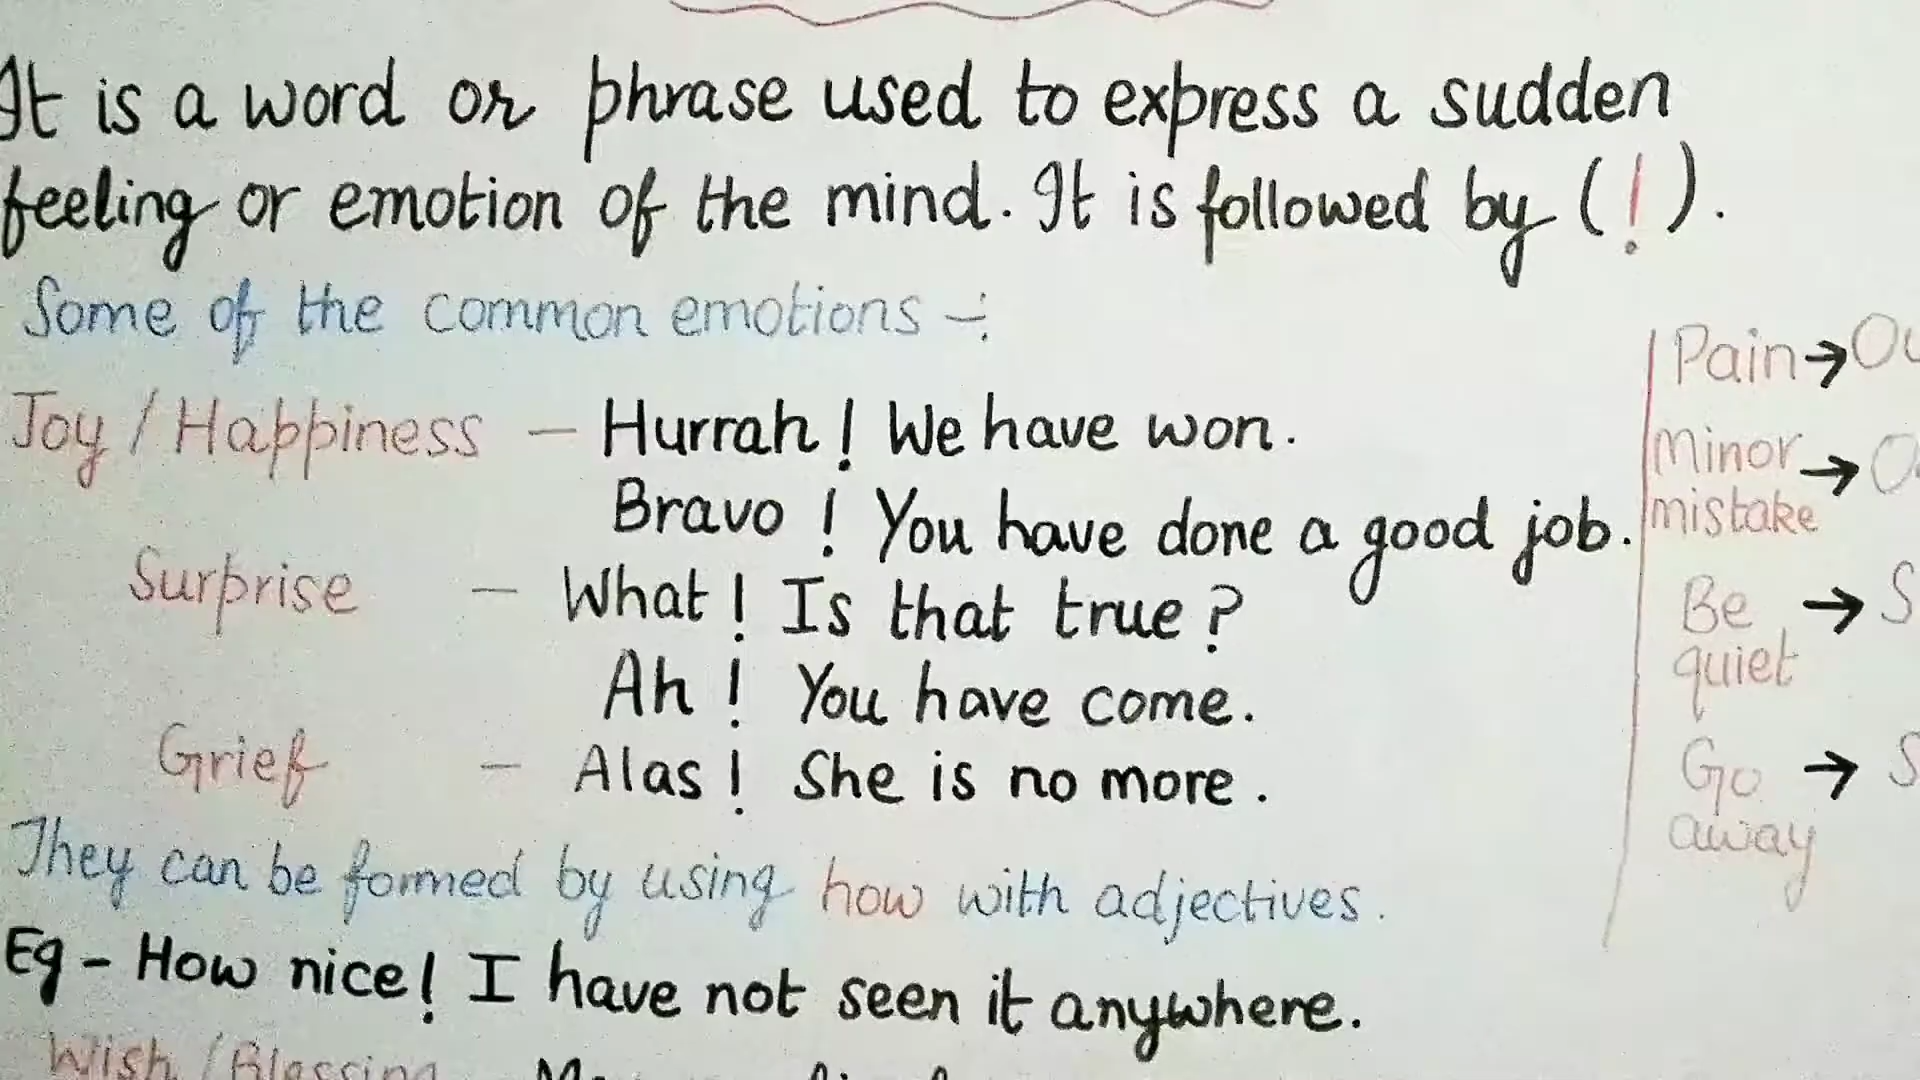 It is a word or phrase used to express a sudden
feeling or emotion of the mind. It is followed by (!).
Some of the common emotions -:
Joy / Happiness - Hurrah! We have won.
Bravo! You have done a good job.
Surprise - What! Is that true?
Ah! You have come.
Grief - Alas! She is no more.
They can be formed by using how with adjectives.
Eg - How nice! I have not seen it anywhere.
Wish / Blessing -
Pain →
Minor →
mistake
Be →
quiet
Go →
away